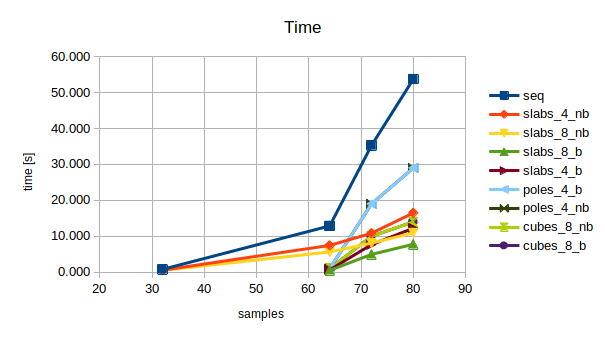 Time
60.000
50.000
40.000
30.000
20.000
10.000
0.000
20 30 40 50 60 70 80 90
time [s]
samples
seq
slabs_4_nb
slabs_8_nb
slabs_8_b
slabs_4_b
poles_4_b
poles_4_nb
cubes_8_nb
cubes_8_b